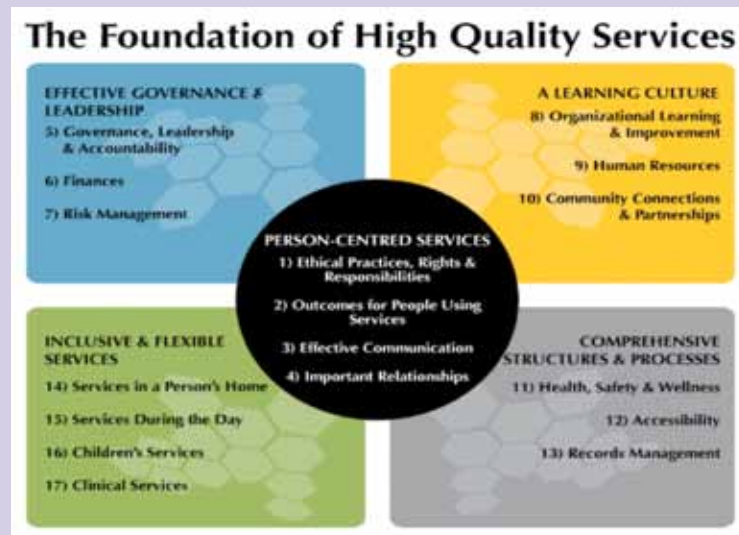 The Foundation of High Quality Services
EFFECTIVE GOVERNANCE &
LEADERSHIP
5) Governance, Leadership
& Accountability
6) Finances
7) Risk Management
A LEARNING CULTURE
8) Organizational Learning
& Improvement
9) Human Resources
10) Community Connections
& Partnerships
PERSON-CENTRED SERVICES
1) Ethical Practices, Rights &
Responsibilities
2) Outcomes for People Using
Services
3) Effective Communication
4) Important Relationships
INCLUSIVE & FLEXIBLE
SERVICES
14) Services in a Person's Home
15) Services During the Day
16) Children's Services
17) Clinical Services
COMPREHENSIVE
STRUCTURES & PROCESSES
11) Health, Safety & Wellness
12) Accessibility
13) Records Management